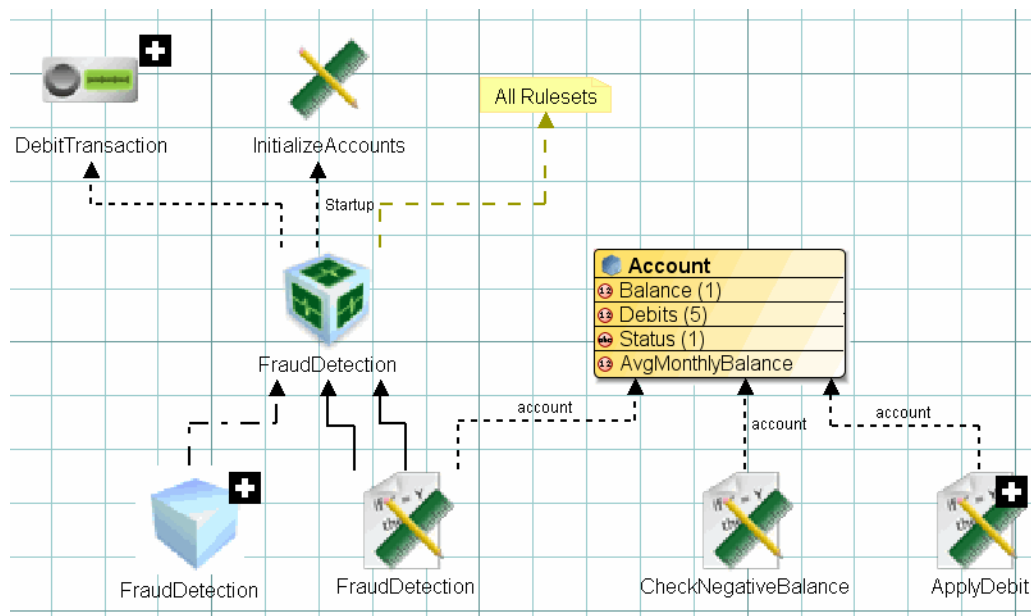 All Rulesets
DebitTransaction
InitializeAccounts
Startup
Account
Balance (1)
Debits (5)
Status (1)
AvgMonthlyBalance
FraudDetection
account
account
account
FraudDetection
FraudDetection
CheckNegativeBalance
ApplyDebit